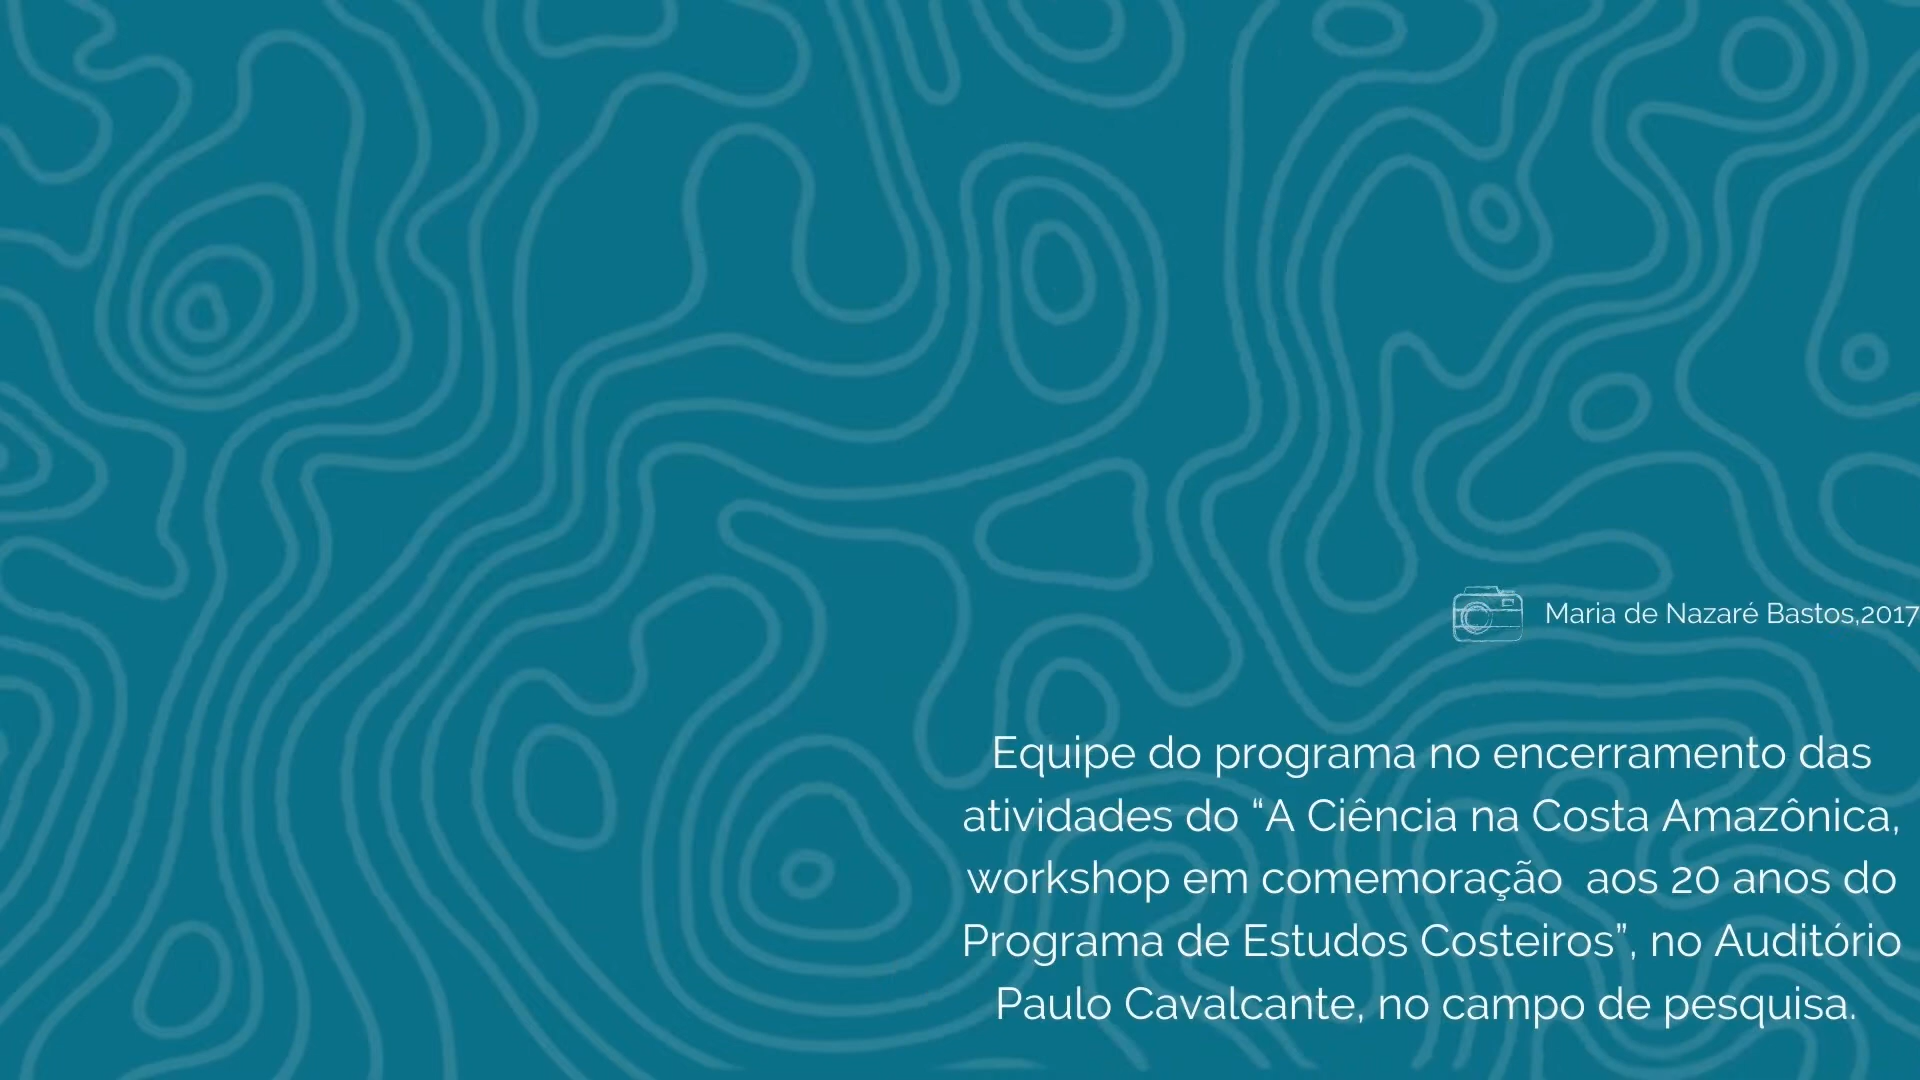 Maria de Nazaré Bastos,2017
Equipe do programa no encerramento das
atividades do “A Ciência na Costa Amazônica,
workshop em comemoração  aos 20 anos do
Programa de Estudos Costeiros”, no Auditório
Paulo Cavalcante, no campo de pesquisa.